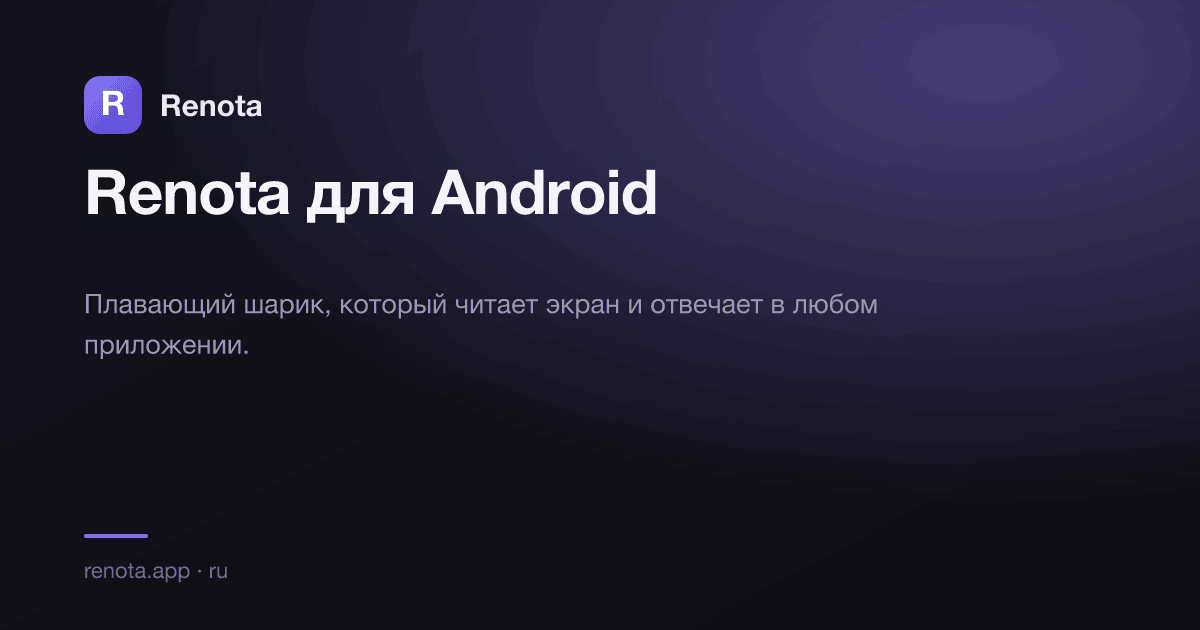 R
Renota
Renota для Android
Плавающий шарик, который читает экран и отвечает в любом
приложении.
renota.app · ru